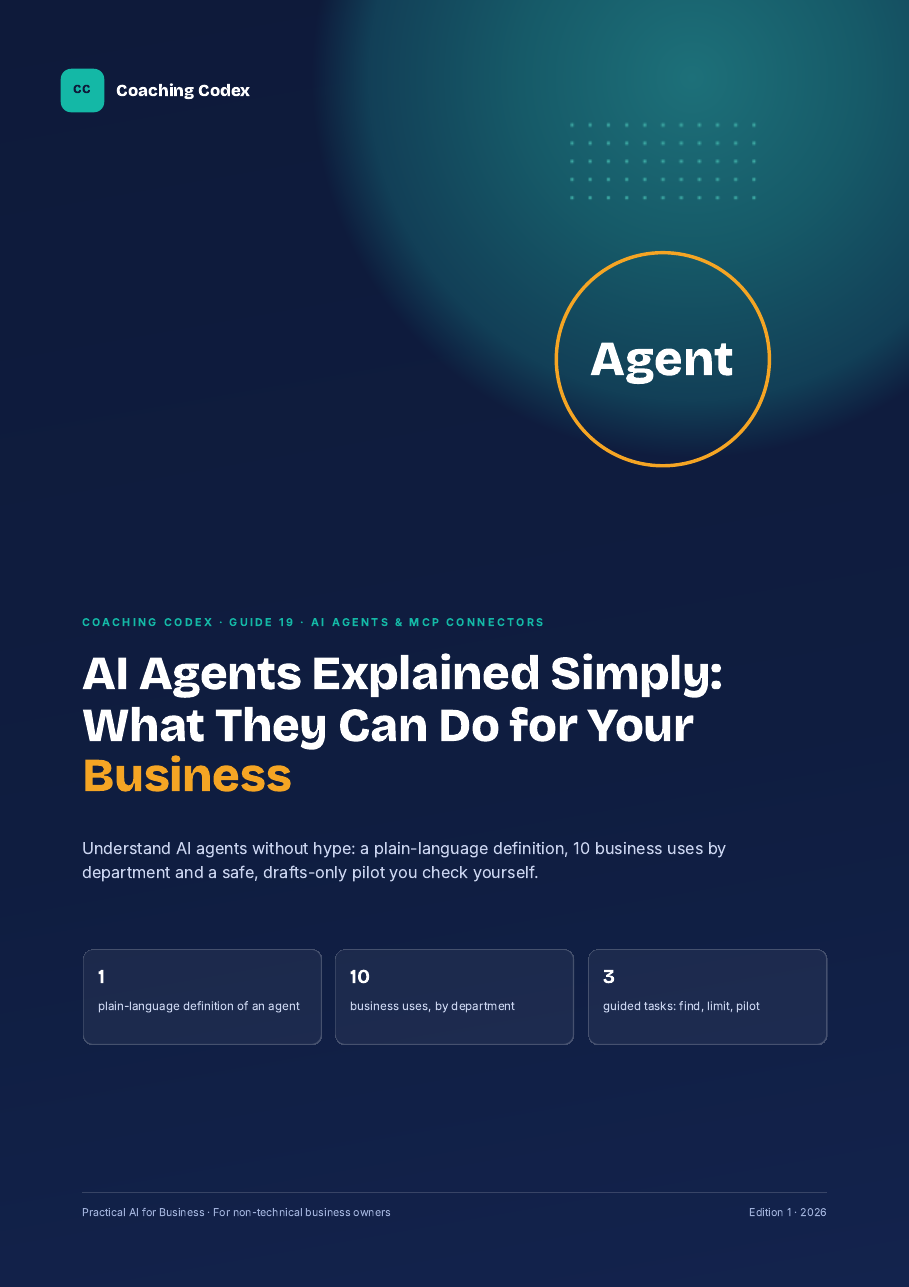 CC
Coaching Codex
Agent
COACHING CODEX · GUIDE 19 · AI AGENTS & MCP CONNECTORS
AI Agents Explained Simply:
What They Can Do for Your
Business
Understand AI agents without hype: a plain-language definition, 10 business uses by
department and a safe, drafts-only pilot you check yourself.
1
plain-language definition of an agent
10
business uses, by department
3
guided tasks: find, limit, pilot
Practical AI for Business · For non-technical business owners
Edition 1 · 2026